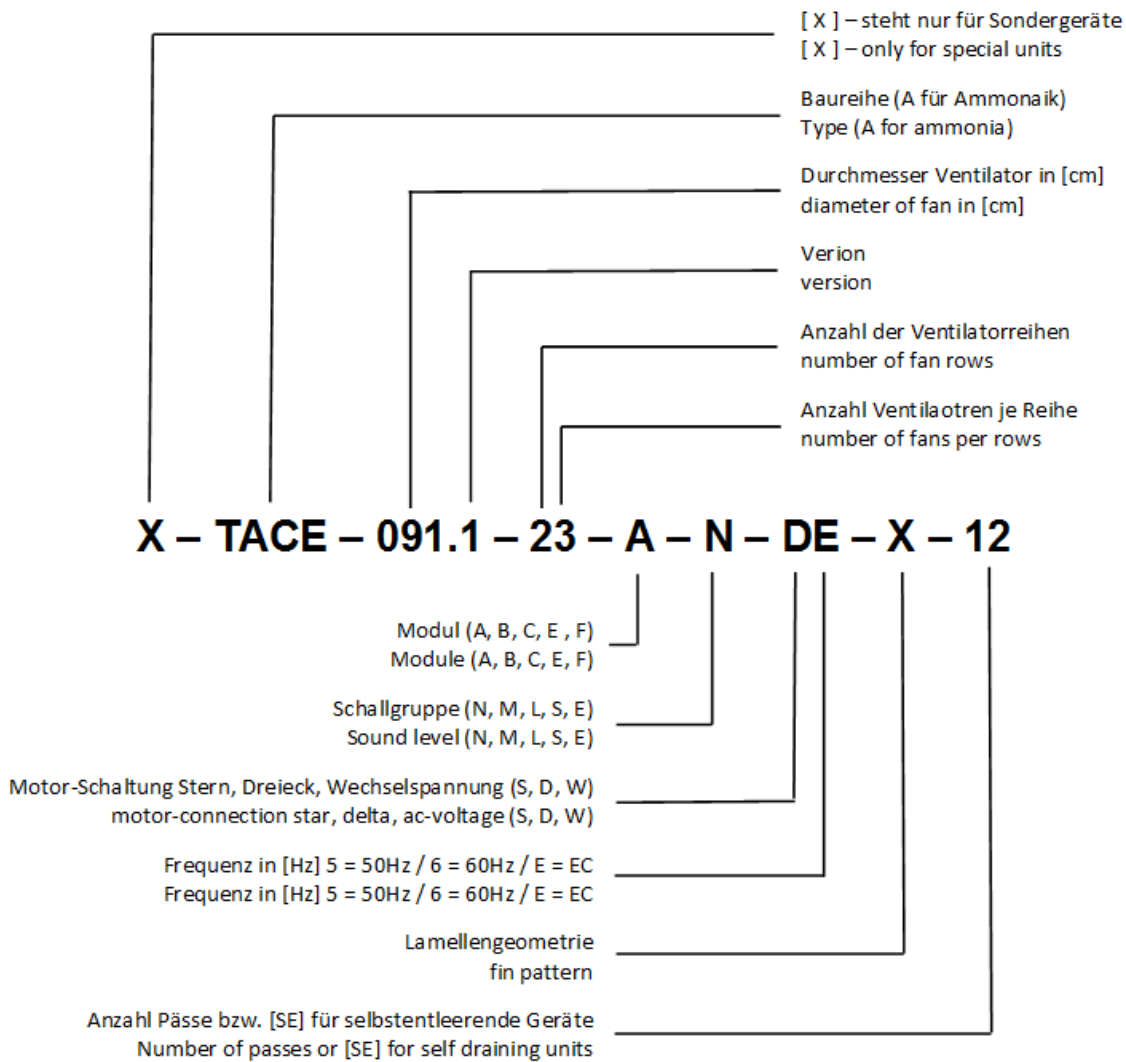 [ X ] – steht nur für Sondergeräte
[ X ] – only for special units
Baureihe (A für Ammonaik)
Type (A for ammonia)
Durchmesser Ventilator in [cm]
diameter of fan in [cm]
Verion
version
Anzahl der Ventilatorreihen
number of fan rows
Anzahl Ventilaotren je Reihe
number of fans per rows
X – TACE – 091.1 – 23 – A – N – DE – X – 12
Modul (A, B, C, E , F)
Module (A, B, C, E, F)
Schallgruppe (N, M, L, S, E)
Sound level (N, M, L, S, E)
Motor-Schaltung Stern, Dreieck, Wechselspannung (S, D, W)
motor-connection star, delta, ac-voltage (S, D, W)
Frequenz in [Hz] 5 = 50Hz / 6 = 60Hz / E = EC
Frequenz in [Hz] 5 = 50Hz / 6 = 60Hz / E = EC
Lamellengeometrie
fin pattern
Anzahl Pässe bzw. [SE] für selbstentleerende Geräte
Number of passes or [SE] for self draining units